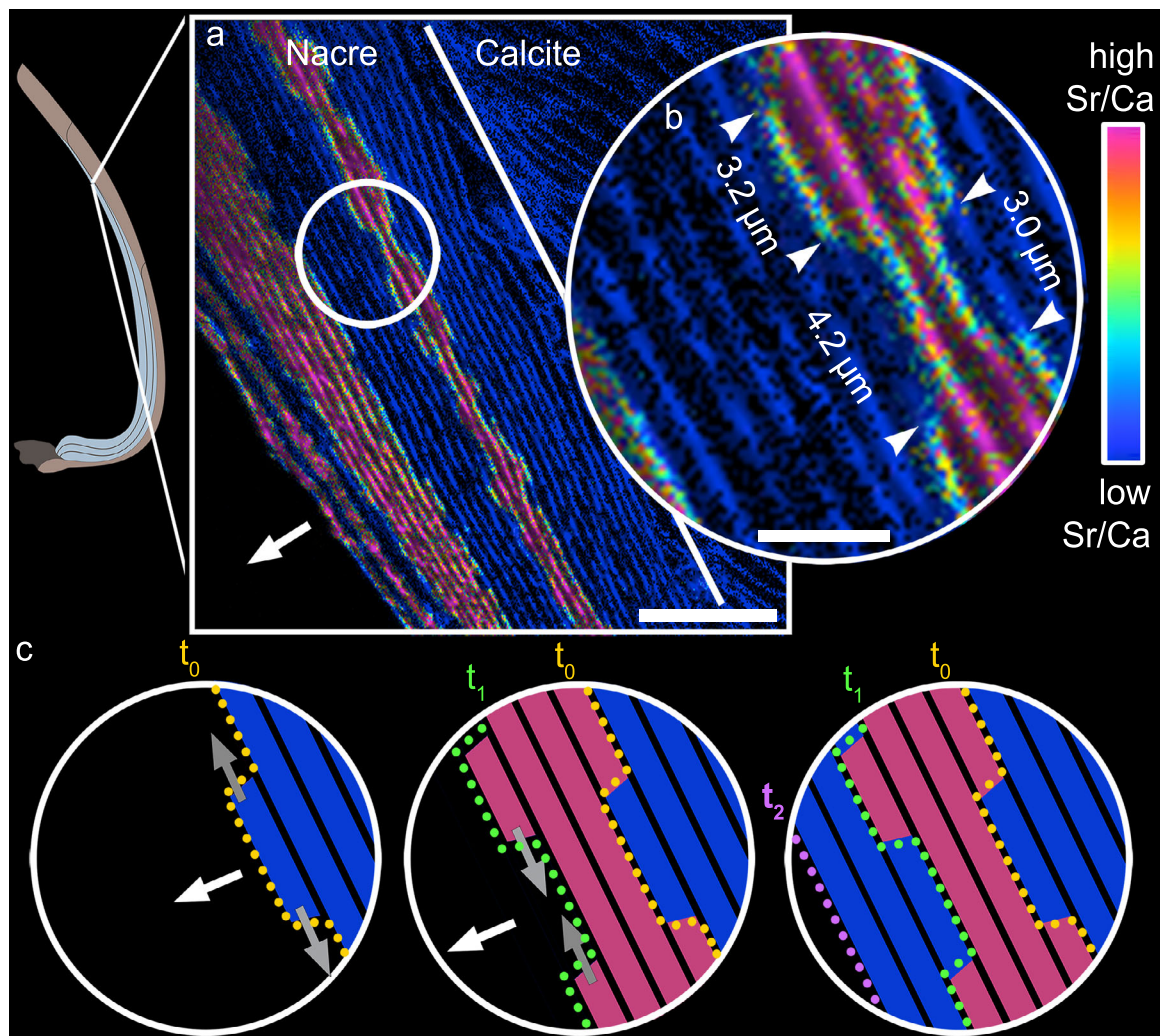 a
Nacre
Calcite
b
3.2 µm
3.0 µm
4.2 µm
high
Sr/Ca
low
Sr/Ca
c
t0
t1
t0
t1
t0
t2